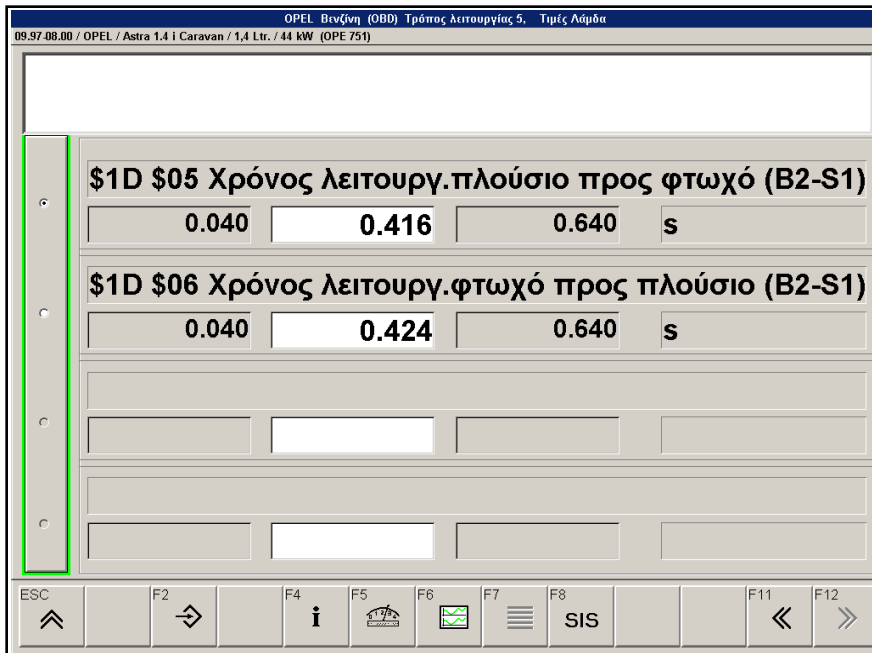 OPEL Βενζίνη (OBD) Τρόπος λειτουργίας 5, Τιμές Λάμδα
09.97-08.00 / OPEL / Astra 1.4 i Caravan / 1,4 Ltr. / 44 kW (OPE 751)
$1D $05 Χρόνος λειτουργ.πλούσιο προς φτωχό (B2-S1)
0.040 0.416 0.640 s
$1D $06 Χρόνος λειτουργ.φτωχό προς πλούσιο (B2-S1)
0.040 0.424 0.640 s
ESC F2 F4 F5 F6 F7 F8 F11 F12
i SIS